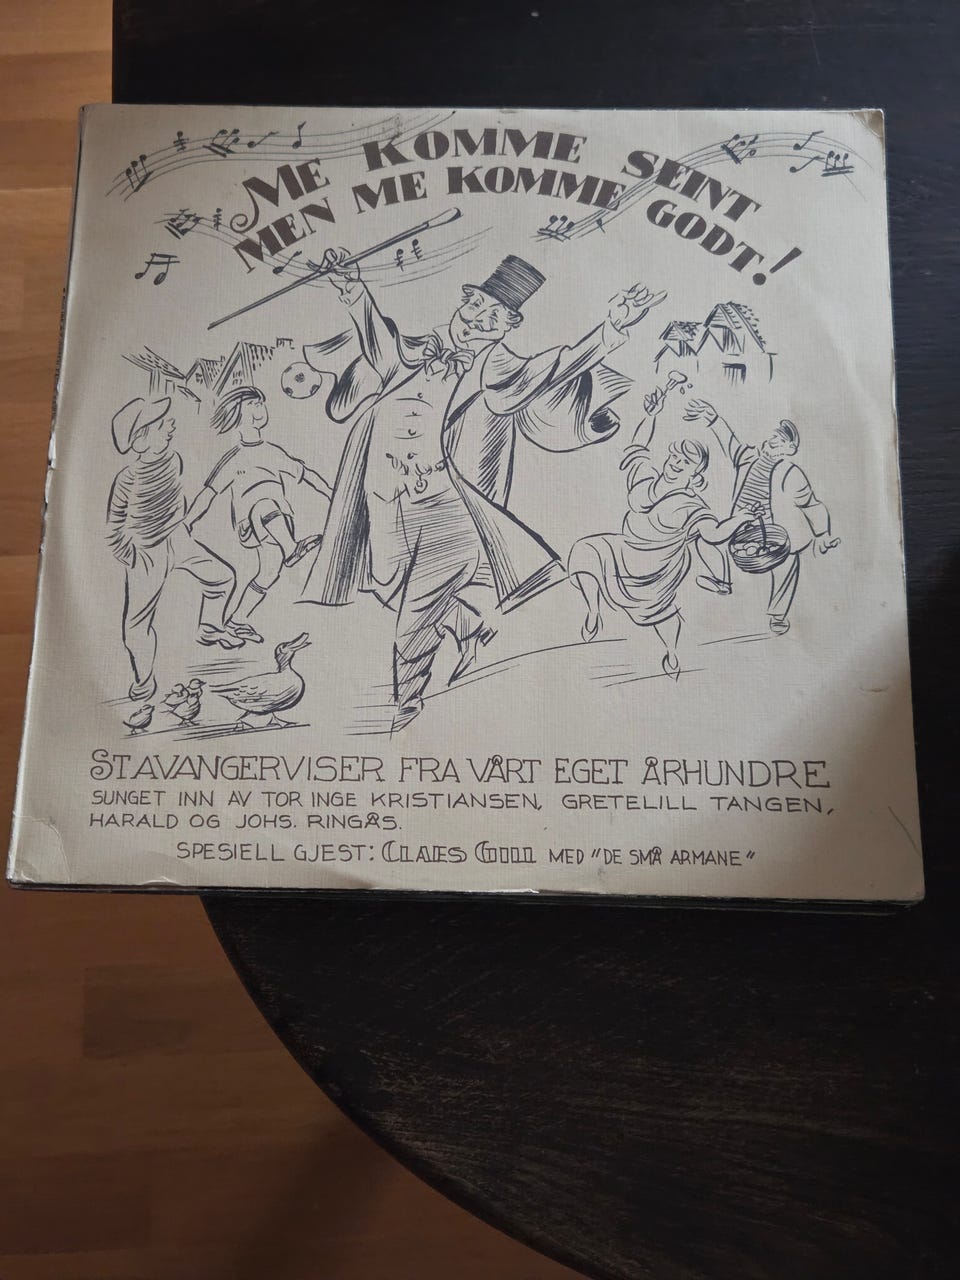 ME KOMME SEINT
MEN ME KOMME GODT!
STAVANGERVISER FRA VÅRT EGET ÅRHUNDRE
SUNGET INN AV TOR INGE KRISTIANSEN, GRETELILL TANGEN,
HARALD OG JOHS. RINGÅS.
SPESIELL GJEST: CLAES GILL MED "DE SMÅ ARMANE"